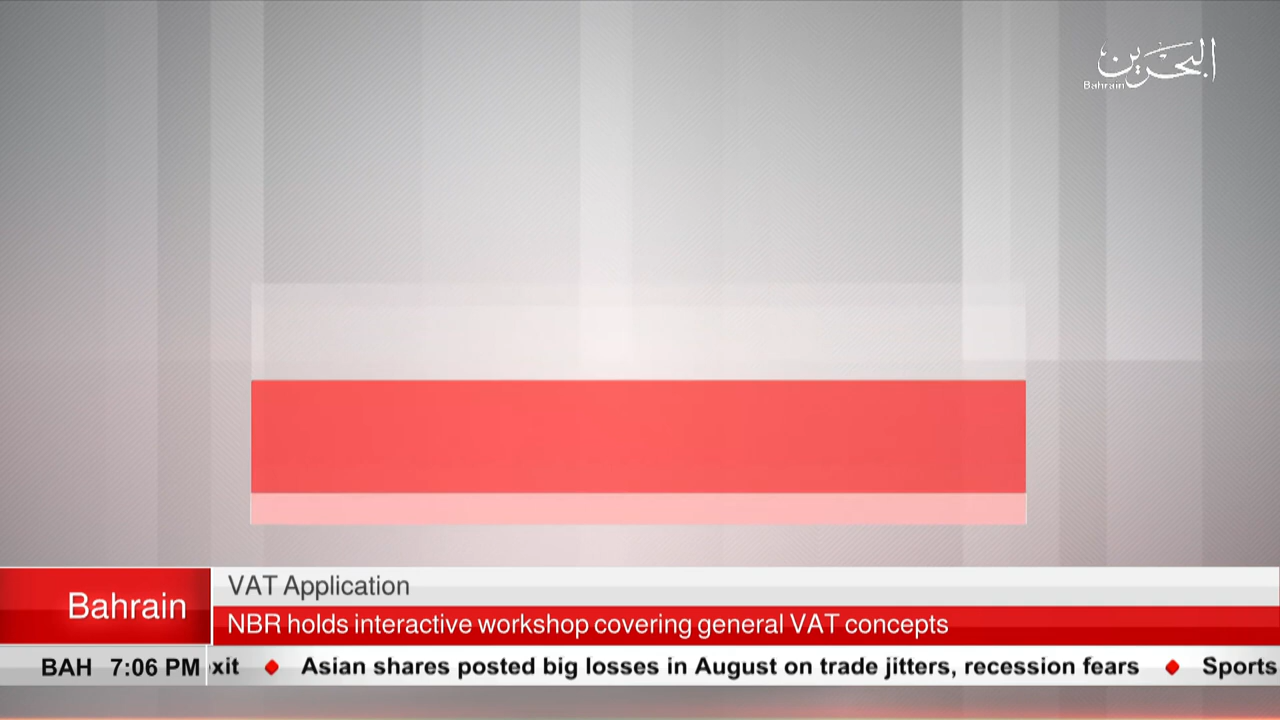 البحرين
Bahrain
VAT Application
Bahrain
NBR holds interactive workshop covering general VAT concepts
BAH 7:06 PM xit ♦ Asian shares posted big losses in August on trade jitters, recession fears ♦ Sports